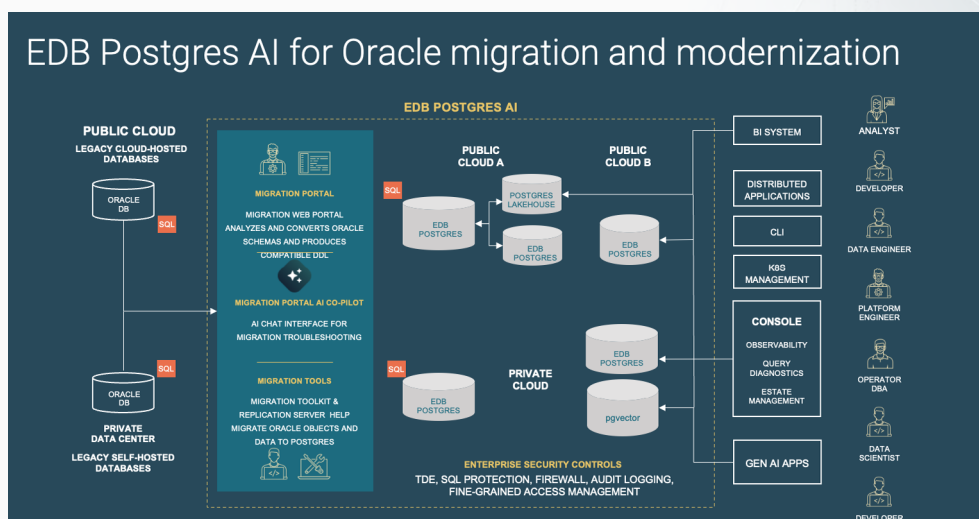 EDB Postgres AI for Oracle migration and modernization
PUBLIC CLOUD
LEGACY CLOUD-HOSTED
DATABASES
ORACLE
DB
SQL
ORACLE
DB
SQL
PRIVATE
DATA CENTER
LEGACY SELF-HOSTED
DATABASES
EDB POSTGRES AI
MIGRATION PORTAL
MIGRATION WEB PORTAL
ANALYZES AND CONVERTS ORACLE
SCHEMAS AND PRODUCES
COMPATIBLE DDL
MIGRATION PORTAL AI CO-PILOT
AI CHAT INTERFACE FOR
MIGRATION TROUBLESHOOTING
MIGRATION TOOLS
MIGRATION TOOLKIT &
REPLICATION SERVER HELP
MIGRATE ORACLE OBJECTS AND
DATA TO POSTGRES
PUBLIC
CLOUD A
SQL
EDB
POSTGRES
POSTGRES
LAKEHOUSE
EDB
POSTGRES
PUBLIC
CLOUD B
EDB
POSTGRES
SQL
EDB
POSTGRES
PRIVATE
CLOUD
EDB
POSTGRES
pgvector
ENTERPRISE SECURITY CONTROLS
TDE, SQL PROTECTION, FIREWALL, AUDIT LOGGING,
FINE-GRAINED ACCESS MANAGEMENT
BI SYSTEM
DISTRIBUTED
APPLICATIONS
CLI
K8S
MANAGEMENT
CONSOLE
OBSERVABILITY
QUERY
DIAGNOSTICS
ESTATE
MANAGEMENT
GEN AI APPS
ANALYST
DEVELOPER
DATA ENGINEER
PLATFORM
ENGINEER
OPERATOR
DBA
DATA
SCIENTIST
DEVELOPER